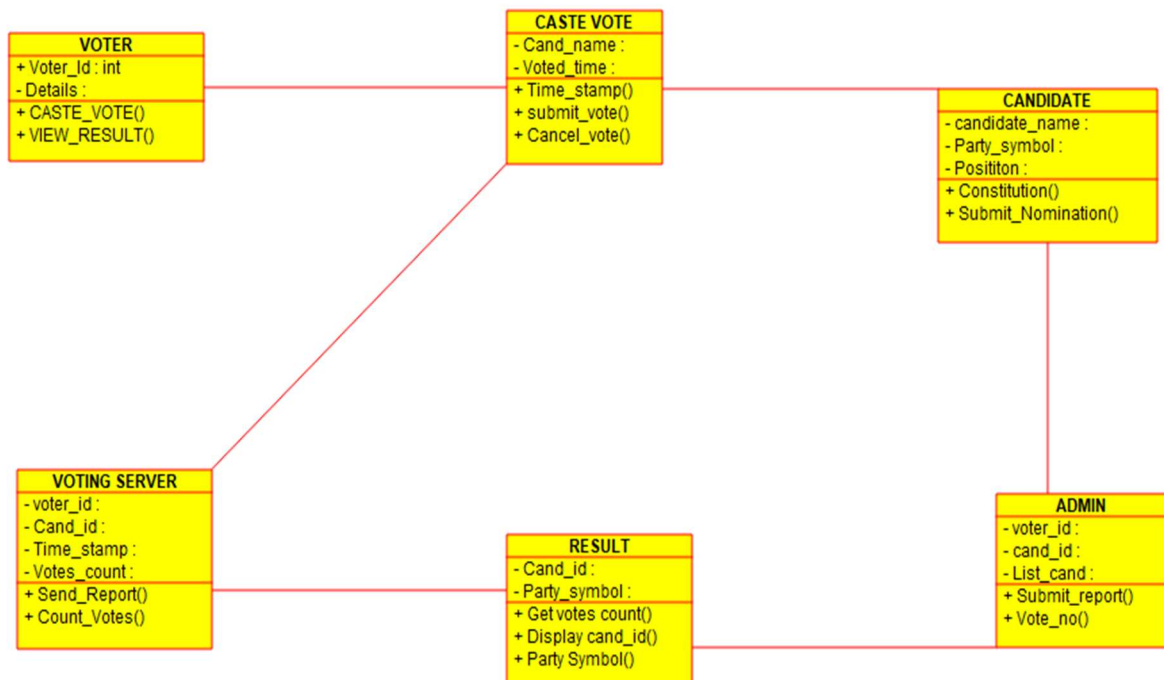 VOTER
+ Voter_Id : int
- Details :
+ CASTE_VOTE()
+ VIEW_RESULT()
CASTE VOTE
- Cand_name :
- Voted_time :
+ Time_stamp()
+ submit_vote()
+ Cancel_vote()
CANDIDATE
- candidate_name :
- Party_symbol :
- Posititon :
+ Constitution()
+ Submit_Nomination()
VOTING SERVER
- voter_id :
- Cand_id :
- Time_stamp :
- Votes_count :
+ Send_Report()
+ Count_Votes()
RESULT
- Cand_id :
- Party_symbol :
+ Get votes count()
+ Display cand_id()
+ Party Symbol()
ADMIN
- voter_id :
- cand_id :
- List_cand :
+ Submit_report()
+ Vote_no()